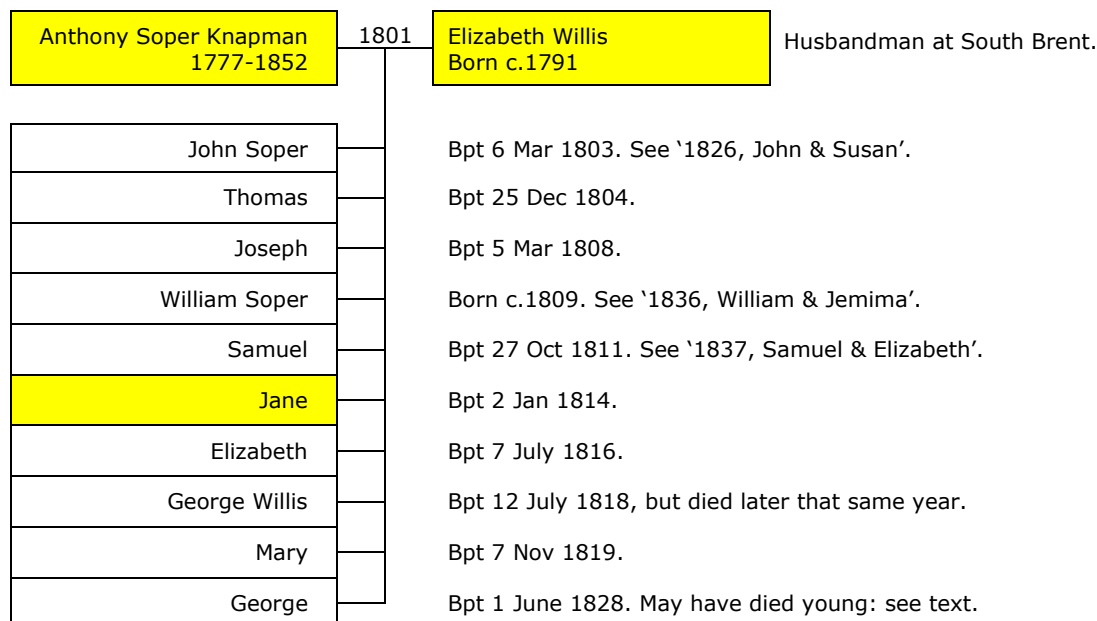 Anthony Soper Knapman
1777-1852
1801
Elizabeth Willis
Born c.1791
Husbandman at South Brent.
John Soper Bpt 6 Mar 1803. See ‘1826, John & Susan’.
Thomas Bpt 25 Dec 1804.
Joseph Bpt 5 Mar 1808.
William Soper Born c.1809. See ‘1836, William & Jemima’.
Samuel Bpt 27 Oct 1811. See ‘1837, Samuel & Elizabeth’.
Jane Bpt 2 Jan 1814.
Elizabeth Bpt 7 July 1816.
George Willis Bpt 12 July 1818, but died later that same year.
Mary Bpt 7 Nov 1819.
George Bpt 1 June 1828. May have died young: see text.